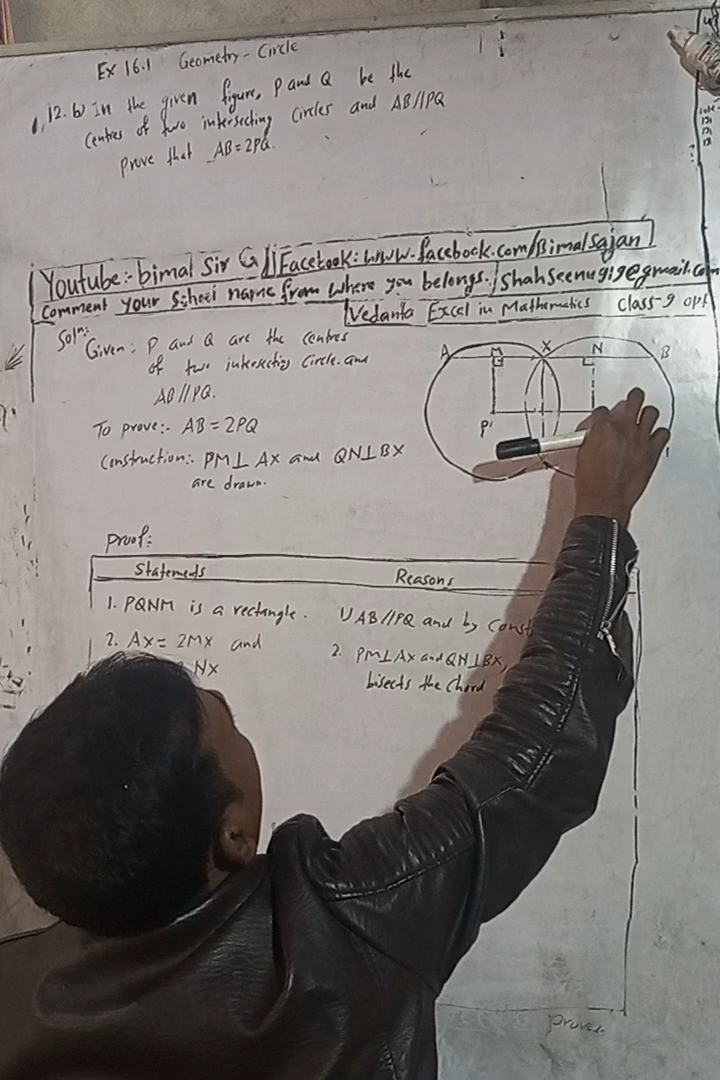 Ex 16.1 Geometry - Circle
12. b) In the given figure, P and Q be the
Centres of two intersecting Circles and AB//PQ
Prove that AB = 2PQ.
Youtube:- bimal Sir G
Facebook: www.facebook.com/Bimalsajan
Comment your School name from where you belongs. / Shahseenugig@gmail.com
Vedanta Excel in Mathematics Class-9 opt
Soln:
Given: P and Q are the centres
of two intersecting Circle. and
AB//PQ.
To prove:- AB = 2PQ
Construction:- PM⊥ AX and QN⊥BX
are drawn.
A M X N B
P
Proof:
Statements Reasons
1. PQNM is a rectangle. 1) AB//PQ and by Const
2. AX = 2MX and 2. PM⊥AX and QN⊥BX,
NX bisects the Chord